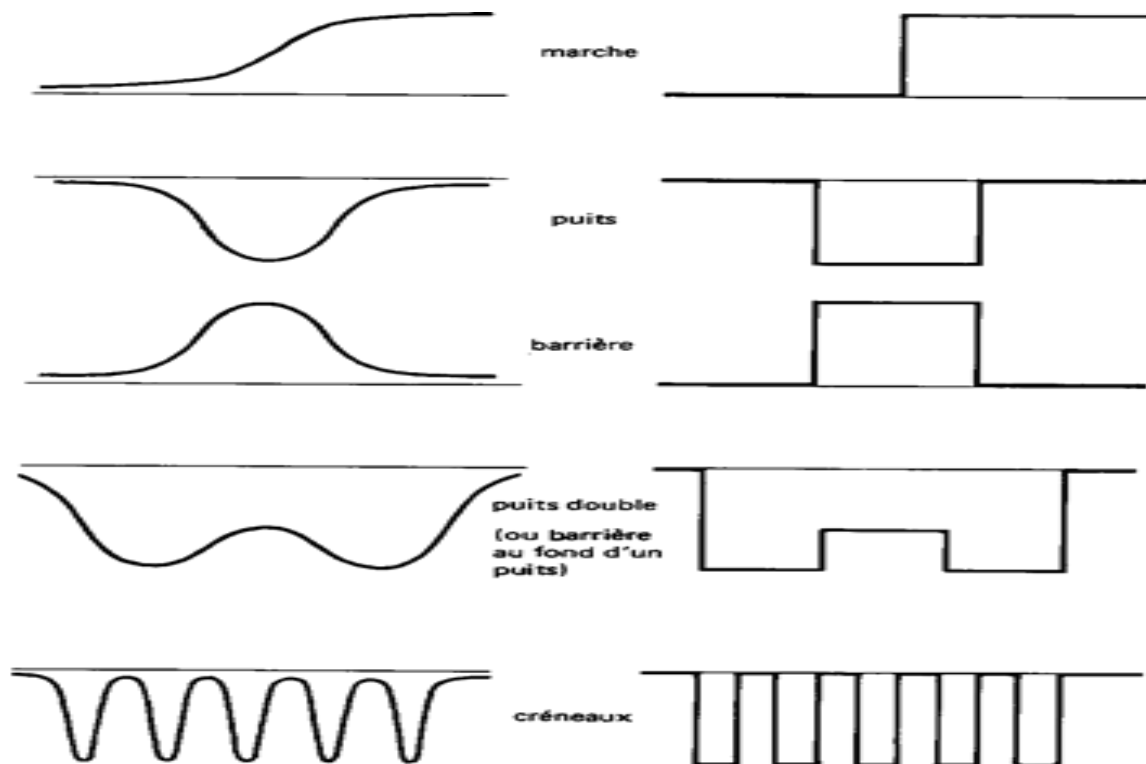 marche
puits
barrière
puits double
(ou barrière
au fond d'un
puits)
créneaux